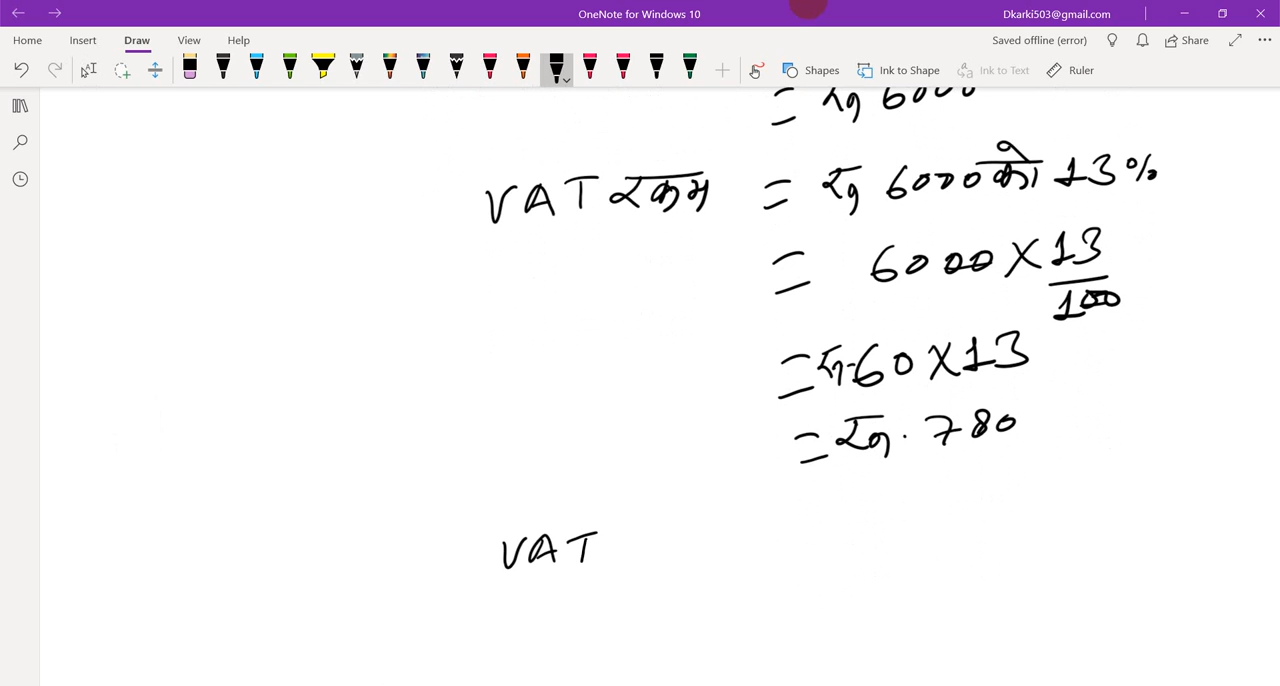 OneNote for Windows 10
Dkarki503@gmail.com
Home Insert Draw View Help
Saved offline (error)
Share
Shapes
Ink to Shape
Ink to Text
Ruler
= रु 6000
VAT रकम = रु 6000को 13%
= 6000 × 13
100
= रु. 60 × 13
= रु. 780
VAT